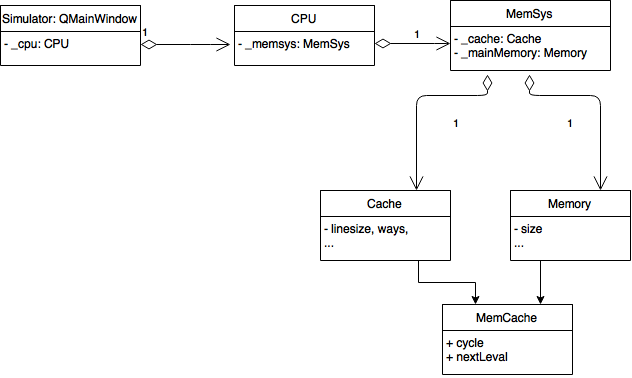 Simulator: QMainWindow
- _cpu: CPU
1
CPU
- _memsys: MemSys
1
MemSys
- _cache: Cache
- _mainMemory: Memory
1
1
Cache
- linesize, ways,
...
Memory
- size
...
MemCache
+ cycle
+ nextLeval